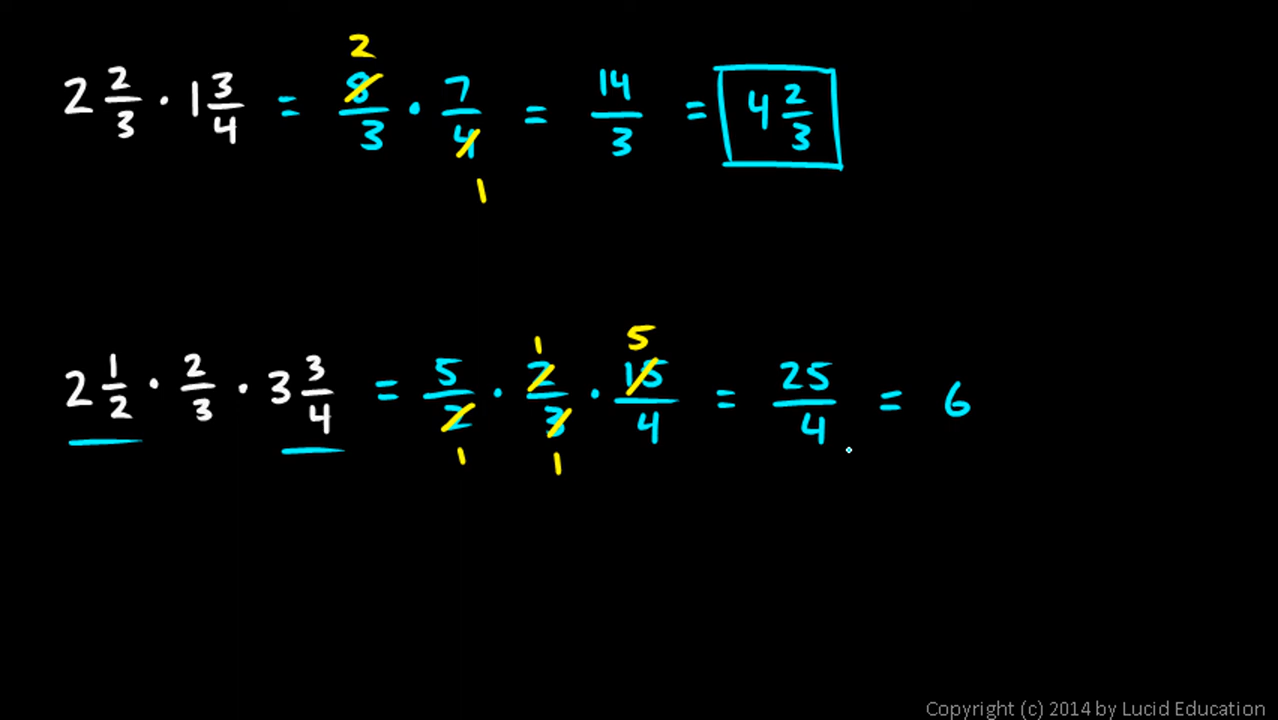 2 2/3 · 1 3/4 = 8/3 · 7/4 = 14/3 = 4 2/3
2
1
2 1/2 · 2/3 · 3 3/4 = 5/2 · 2/3 · 15/4 = 25/4 = 6
1 5
1 1
Copyright (c) 2014 by Lucid Education